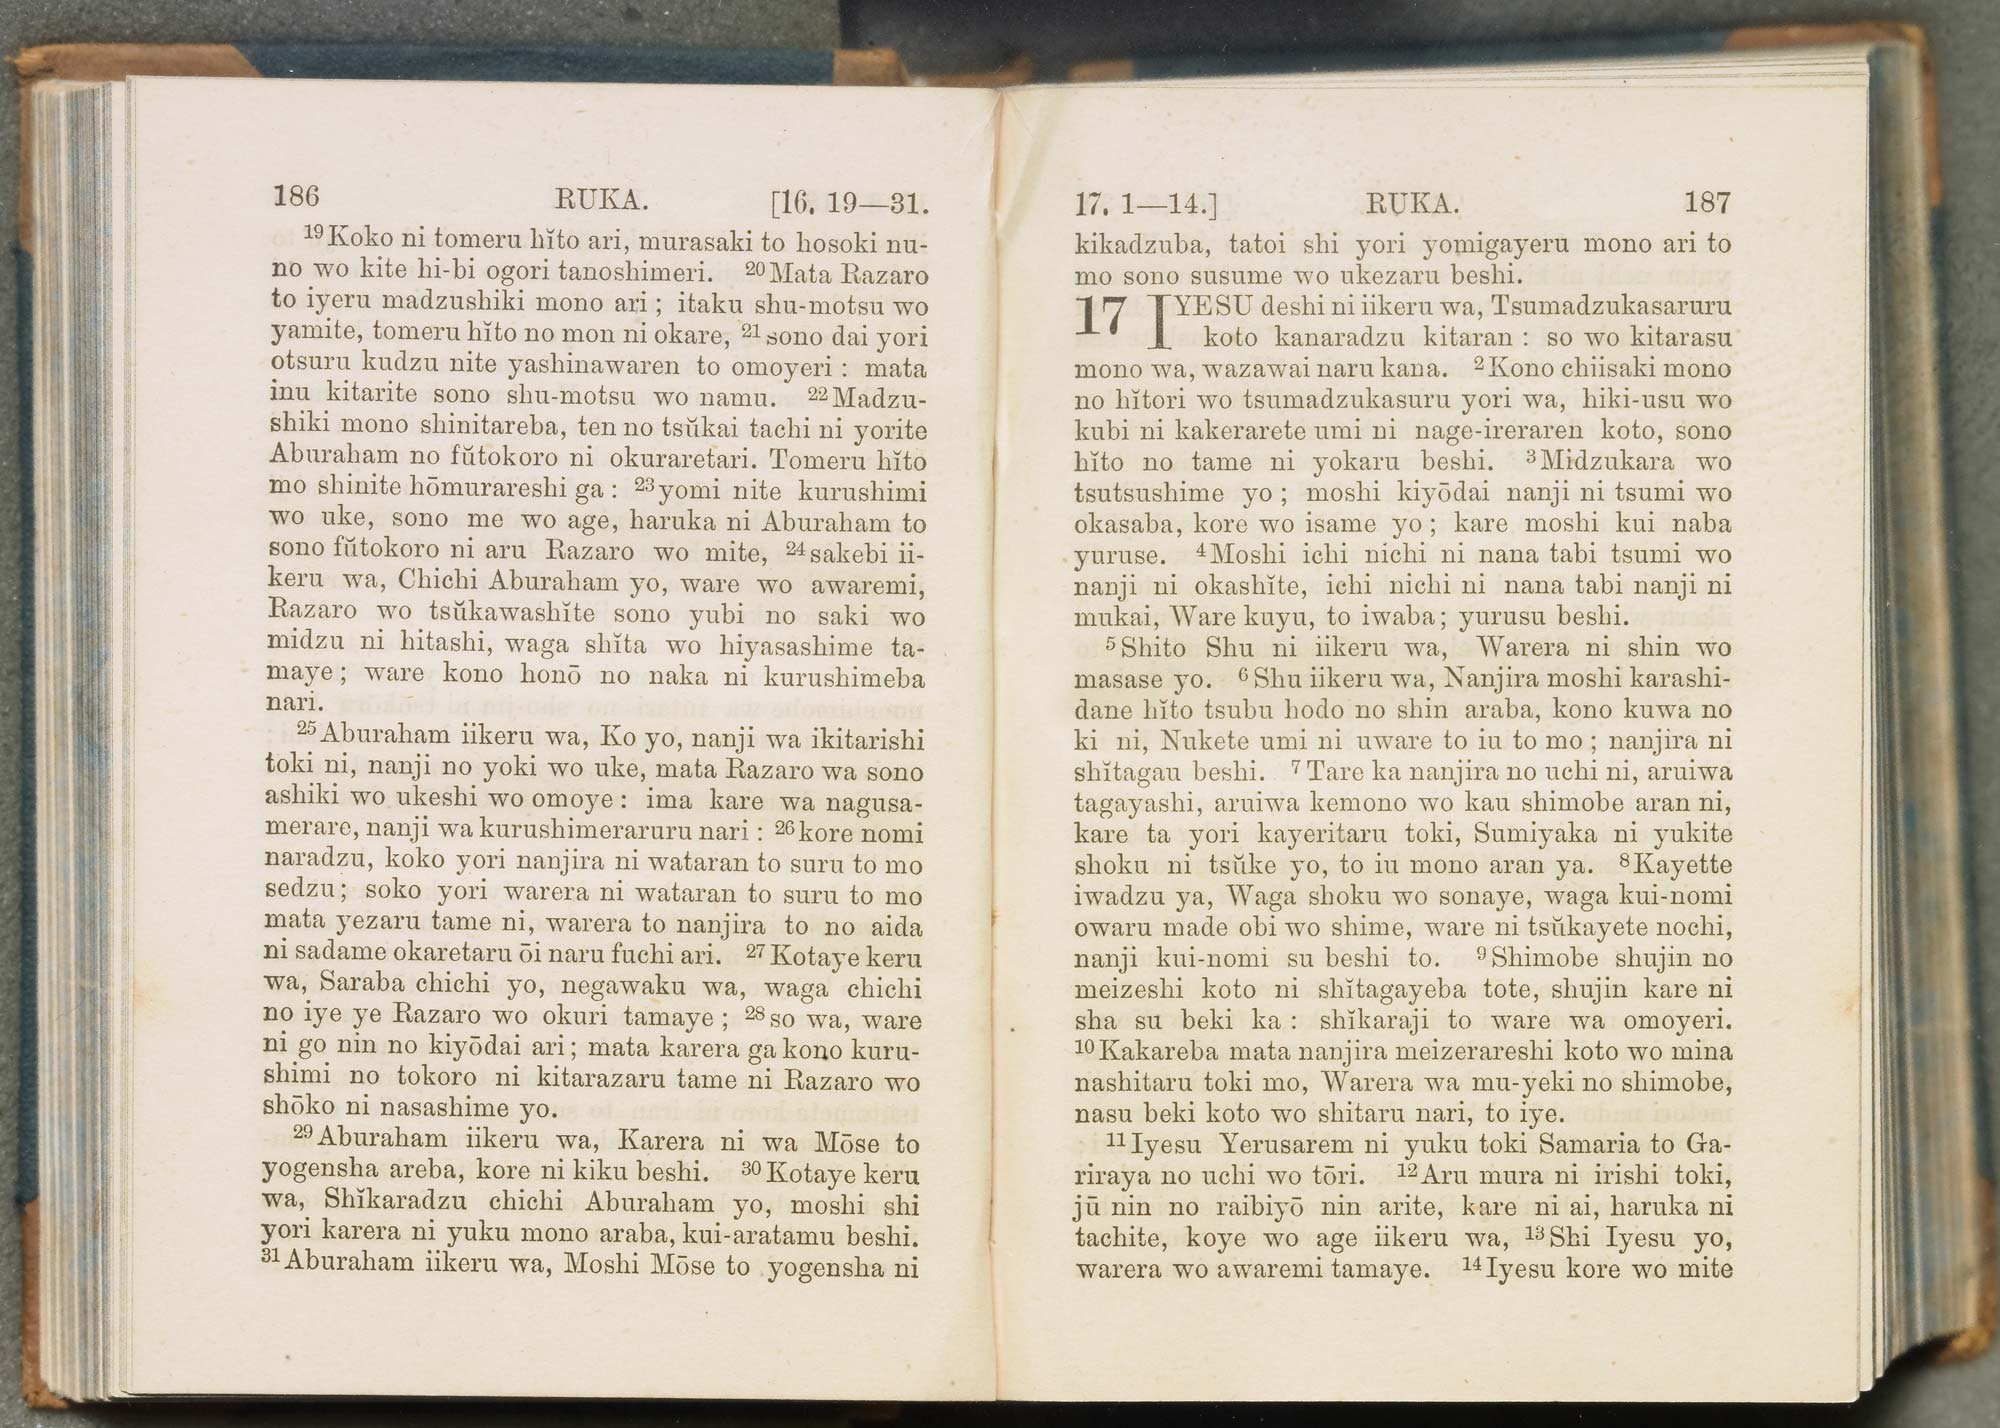 186 RUKA. [16. 19—31.
19 Koko ni tomeru hĭto ari, murasaki to hosoki nu-
no wo kite hi-bi ogori tanoshimeri. 20 Mata Razaro
to iyeru madzushiki mono ari; itaku shu-motsu wo
yamite, tomeru hĭto no mon ni okare, 21 sono dai yori
otsuru kudzu nite yashinawaren to omoyeri: mata
inu kitarite sono shu-motsu wo namu. 22 Madzu-
shiki mono shinitareba, ten no tsŭkai tachi ni yorite
Aburaham no fŭtokoro ni okuraretari. Tomeru hĭto
mo shinite hōmurareshi ga: 23 yomi nite kurushimi
wo uke, sono me wo age, haruka ni Aburaham to
sono fŭtokoro ni aru Razaro wo mite, 24 sakebi ii-
keru wa, Chichi Aburaham yo, ware wo awaremi,
Razaro wo tsŭkawashĭte sono yubi no saki wo
midzu ni hitashi, waga shĭta wo hiyasashime ta-
maye; ware kono honō no naka ni kurushimeba
nari.
25 Aburaham iikeru wa, Ko yo, nanji wa ikitarishi
toki ni, nanji no yoki wo uke, mata Razaro wa sono
ashiki wo ukeshi wo omoye: ima kare wa nagusa-
merare, nanji wa kurushimeraruru nari: 26 kore nomi
naradzu, koko yori nanjira ni wataran to suru to mo
sedzu; soko yori warera ni wataran to suru to mo
mata yezaru tame ni, warera to nanjira to no aida
ni sadame okaretaru ōi naru fuchi ari. 27 Kotaye keru
wa, Saraba chichi yo, negawaku wa, waga chichi
no iye ye Razaro wo okuri tamaye; 28 so wa, ware
ni go nin no kiyōdai ari; mata karera ga kono kuru-
shimi no tokoro ni kitarazaru tame ni Razaro wo
shōko ni nasashime yo.
29 Aburaham iikeru wa, Karera ni wa Mōse to
yogensha areba, kore ni kiku beshi. 30 Kotaye keru
wa, Shĭkaradzu chichi Aburaham yo, moshi shi
yori karera ni yuku mono araba, kui-aratamu beshi.
31 Aburaham iikeru wa, Moshi Mōse to yogensha ni
17. 1—14.] RUKA. 187
kikadzuba, tatoi shi yori yomigayeru mono ari to
mo sono susume wo ukezaru beshi.
17 IYESU deshi ni iikeru wa, Tsumadzukasaruru
koto kanaradzu kitaran: so wo kitarasu
mono wa, wazawai naru kana. 2 Kono chiisaki mono
no hĭtori wo tsumadzukasuru yori wa, hiki-usu wo
kubi ni kakerarete umi ni nage-ireraren koto, sono
hĭto no tame ni yokaru beshi. 3 Midzukara wo
tsutsushime yo; moshi kiyōdai nanji ni tsumi wo
okasaba, kore wo isame yo; kare moshi kui naba
yuruse. 4 Moshi ichi nichi ni nana tabi tsumi wo
nanji ni okashĭte, ichi nichi ni nana tabi nanji ni
mukai, Ware kuyu, to iwaba; yurusu beshi.
5 Shito Shu ni iikeru wa, Warera ni shin wo
masase yo. 6 Shu iikeru wa, Nanjira moshi karashi-
dane hĭto tsubu hodo no shin araba, kono kuwa no
ki ni, Nukete umi ni uware to iu to mo; nanjira ni
shĭtagau beshi. 7 Tare ka nanjira no uchi ni, aruiwa
tagayashi, aruiwa kemono wo kau shimobe aran ni,
kare ta yori kayeritaru toki, Sumiyaka ni yukite
shoku ni tsŭke yo, to iu mono aran ya. 8 Kayette
iwadzu ya, Waga shoku wo sonaye, waga kui-nomi
owaru made obi wo shime, ware ni tsŭkayete nochi,
nanji kui-nomi su beshi to. 9 Shimobe shujin no
meizeshi koto ni shĭtagayeba tote, shujin kare ni
sha su beki ka: shĭkaraji to ware wa omoyeri.
10 Kakareba mata nanjira meizerareshi koto wo mina
nashitaru toki mo, Warera wa mu-yeki no shimobe,
nasu beki koto wo shitaru nari, to iye.
11 Iyesu Yerusarem ni yuku toki Samaria to Ga-
riraya no uchi wo tōri. 12 Aru mura ni irishi toki,
jū nin no raibiyō nin arite, kare ni ai, haruka ni
tachite, koye wo age iikeru wa, 13 Shi Iyesu yo,
warera wo awaremi tamaye. 14 Iyesu kore wo mite